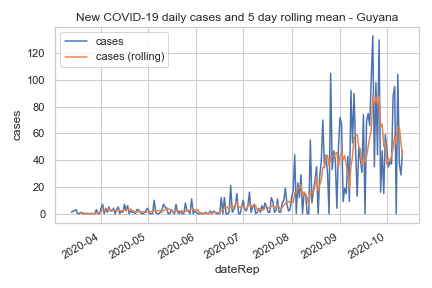 New COVID-19 daily cases and 5 day rolling mean - Guyana
cases
cases (rolling)
120
100
80
60
40
20
0
cases
2020-04
2020-05
2020-06
2020-07
2020-08
2020-09
2020-10
dateRep